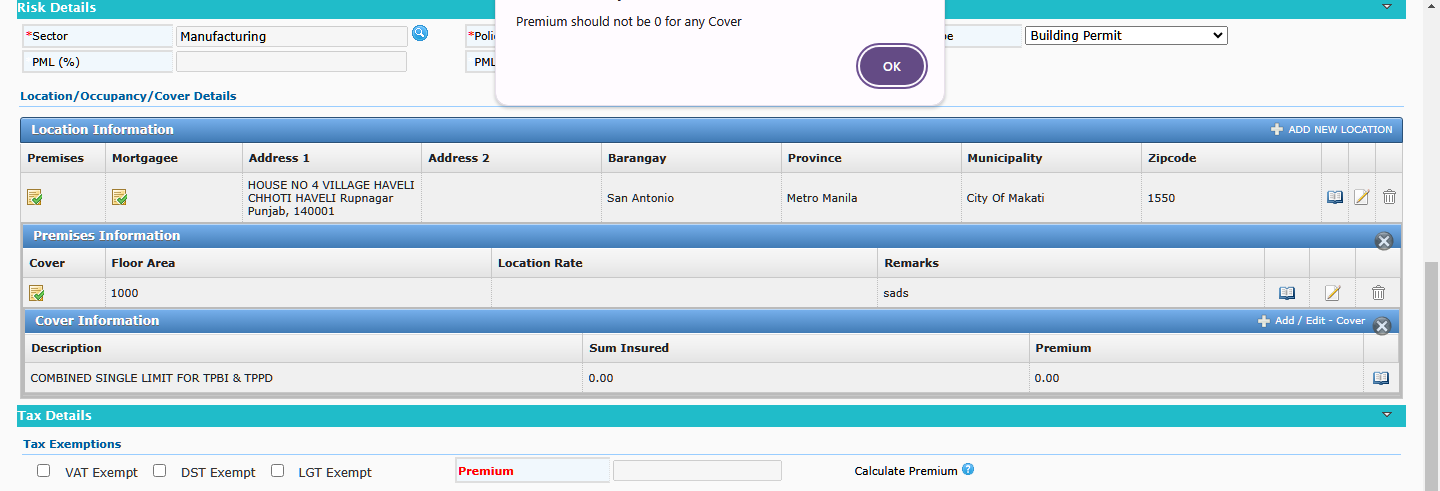 Risk Details
Premium should not be 0 for any Cover
OK
*Sector Manufacturing
Building Permit
PML (%)
PML
Location/Occupancy/Cover Details
Location Information ADD NEW LOCATION
Premises Mortgagee Address 1 Address 2 Barangay Province Municipality Zipcode
HOUSE NO 4 VILLAGE HAVELI
CHHOTI HAVELI Rupnagar
Punjab, 140001
San Antonio Metro Manila City Of Makati 1550
Premises Information
Cover Floor Area Location Rate Remarks
1000 sads
Cover Information Add / Edit - Cover
Description Sum Insured Premium
COMBINED SINGLE LIMIT FOR TPBI & TPPD 0.00 0.00
Tax Details
Tax Exemptions
VAT Exempt DST Exempt LGT Exempt Premium Calculate Premium